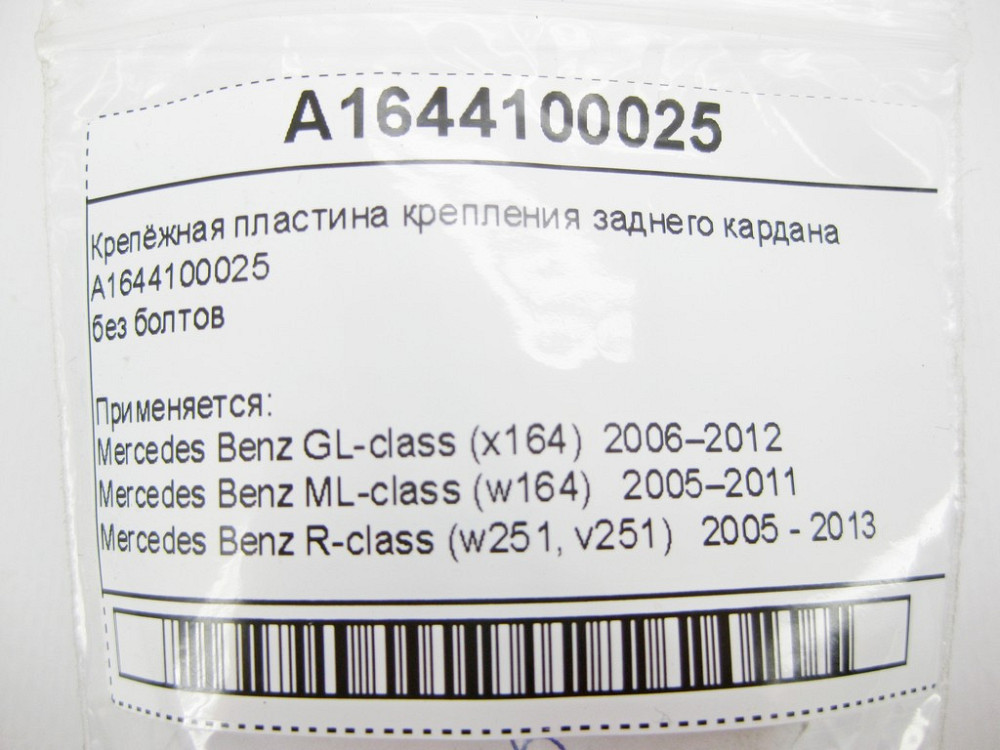 A1644100025
Крепёжная пластина крепления заднего кардана
A1644100025
без болтов
Применяется:
Mercedes Benz GL-class (x164) 2006–2012
Mercedes Benz ML-class (w164) 2005–2011
Mercedes Benz R-class (w251, v251) 2005 - 2013